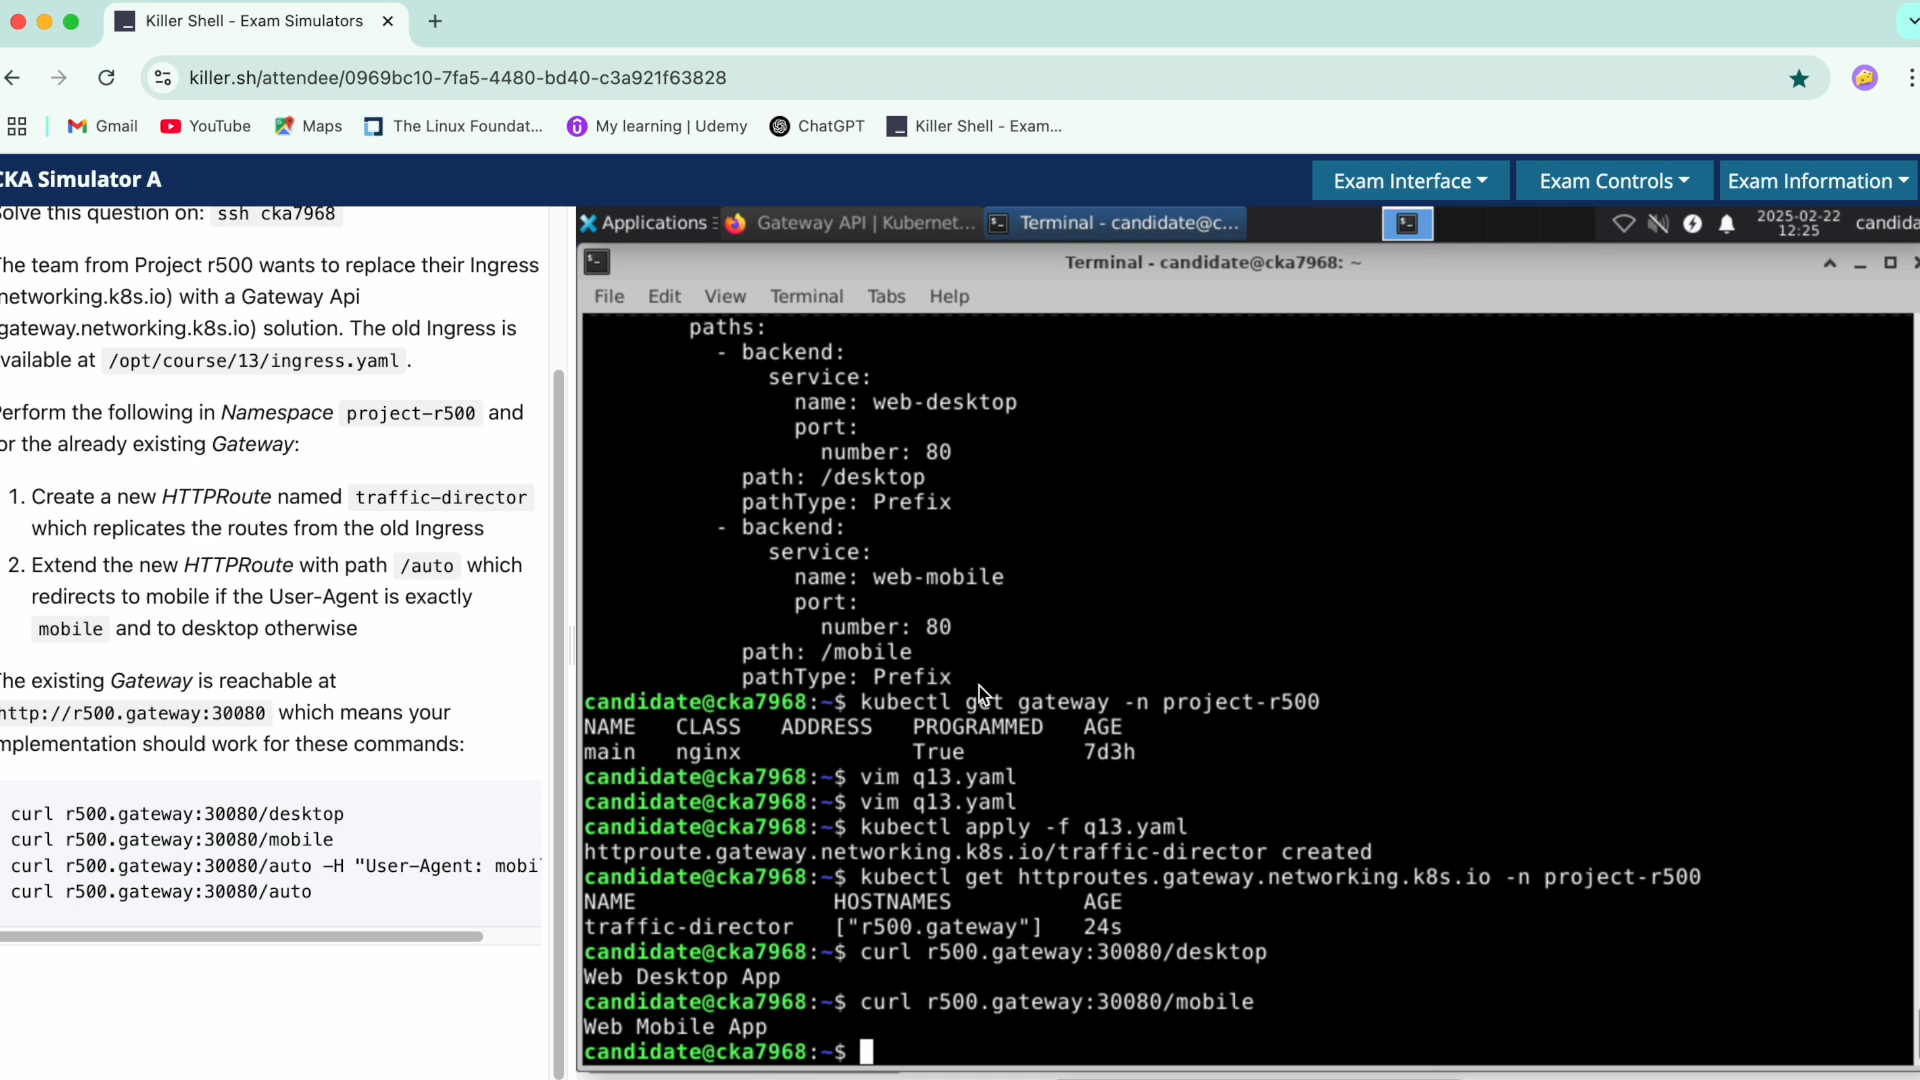 Killer Shell - Exam Simulators
killer.sh/attendee/0969bc10-7fa5-4480-bd40-c3a921f63828
Gmail
YouTube
Maps
The Linux Foundat...
My learning | Udemy
ChatGPT
Killer Shell - Exam...
CKA Simulator A
Exam Interface
Exam Controls
Exam Information
olve this question on: ssh cka7968
he team from Project r500 wants to replace their Ingress
networking.k8s.io) with a Gateway Api
gateway.networking.k8s.io) solution. The old Ingress is
vailable at /opt/course/13/ingress.yaml .
erform the following in Namespace project-r500 and
or the already existing Gateway:
1. Create a new HTTPRoute named traffic-director
which replicates the routes from the old Ingress
2. Extend the new HTTPRoute with path /auto which
redirects to mobile if the User-Agent is exactly
mobile and to desktop otherwise
he existing Gateway is reachable at
http://r500.gateway:30080 which means your
mplementation should work for these commands:
curl r500.gateway:30080/desktop
curl r500.gateway:30080/mobile
curl r500.gateway:30080/auto -H "User-Agent: mobil
curl r500.gateway:30080/auto
Applications
Gateway API | Kubernet...
Terminal - candidate@c...
2025-02-22
12:25
candida
Terminal - candidate@cka7968: ~
File Edit View Terminal Tabs Help
paths:
- backend:
service:
name: web-desktop
port:
number: 80
path: /desktop
pathType: Prefix
- backend:
service:
name: web-mobile
port:
number: 80
path: /mobile
pathType: Prefix
candidate@cka7968:~$ kubectl get gateway -n project-r500
NAME CLASS ADDRESS PROGRAMMED AGE
main nginx True 7d3h
candidate@cka7968:~$ vim q13.yaml
candidate@cka7968:~$ vim q13.yaml
candidate@cka7968:~$ kubectl apply -f q13.yaml
httproute.gateway.networking.k8s.io/traffic-director created
candidate@cka7968:~$ kubectl get httproutes.gateway.networking.k8s.io -n project-r500
NAME HOSTNAMES AGE
traffic-director ["r500.gateway"] 24s
candidate@cka7968:~$ curl r500.gateway:30080/desktop
Web Desktop App
candidate@cka7968:~$ curl r500.gateway:30080/mobile
Web Mobile App
candidate@cka7968:~$